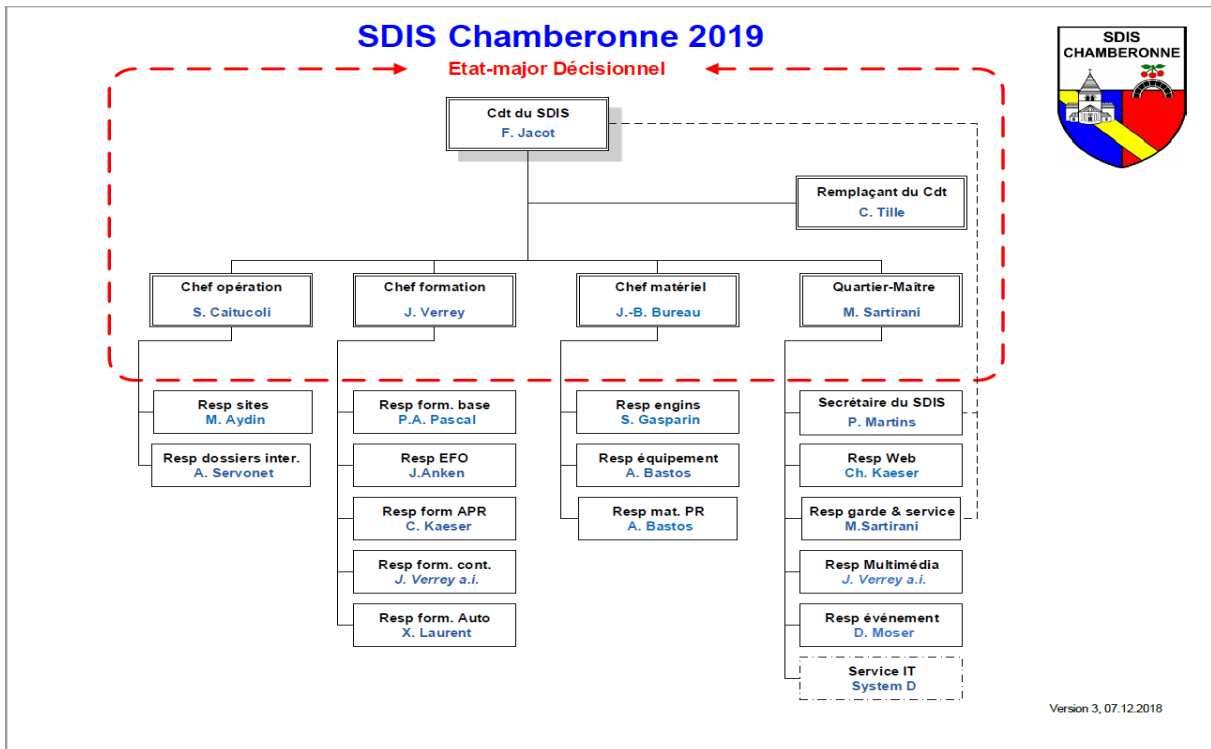 SDIS Chamberonne 2019
Etat-major Décisionnel
SDIS
CHAMBERONNE
Cdt du SDIS
F. Jacot
Remplaçant du Cdt
C. Tille
Chef opération
S. Caitucoli
Chef formation
J. Verrey
Chef matériel
J.-B. Bureau
Quartier-Maître
M. Sartirani
Resp sites
M. Aydin
Resp dossiers inter.
A. Servonet
Resp form. base
P.A. Pascal
Resp EFO
J.Anken
Resp form APR
C. Kaeser
Resp form. cont.
J. Verrey a.i.
Resp form. Auto
X. Laurent
Resp engins
S. Gasparin
Resp équipement
A. Bastos
Resp mat. PR
A. Bastos
Secrétaire du SDIS
P. Martins
Resp Web
Ch. Kaeser
Resp garde & service
M.Sartirani
Resp Multimédia
J. Verrey a.i.
Resp événement
D. Moser
Service IT
System D
Version 3, 07.12.2018